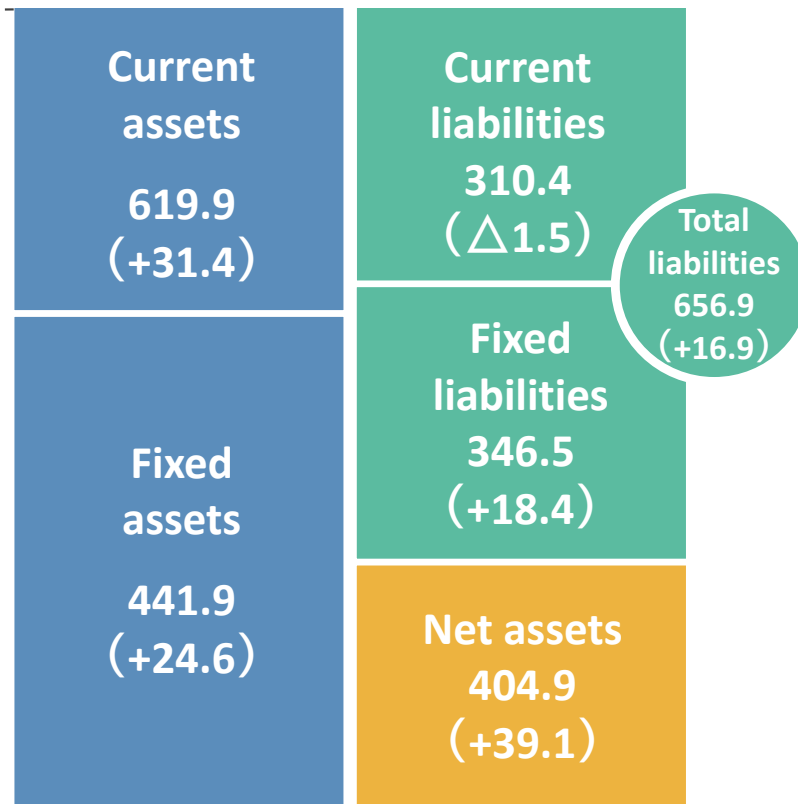 Current
assets
619.9
（+31.4）
Fixed
assets
441.9
（+24.6）
Current
liabilities
310.4
（△1.5）
Total
liabilities
656.9
（+16.9）
Fixed
liabilities
346.5
（+18.4）
Net assets
404.9
（+39.1）